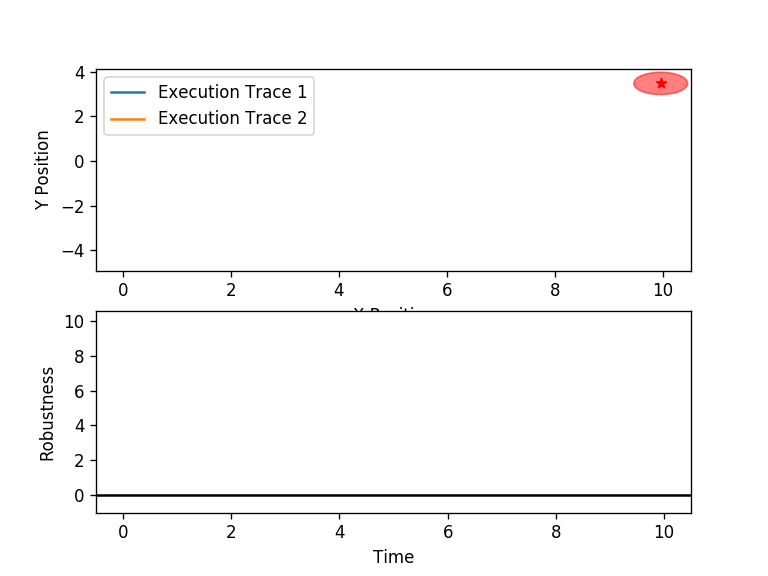 4
2
0
−2
−4
Y Position
Execution Trace 1
Execution Trace 2
0 2 4 6 8 10
10
8
6
4
2
0
Robustness
0 2 4 6 8 10
Time